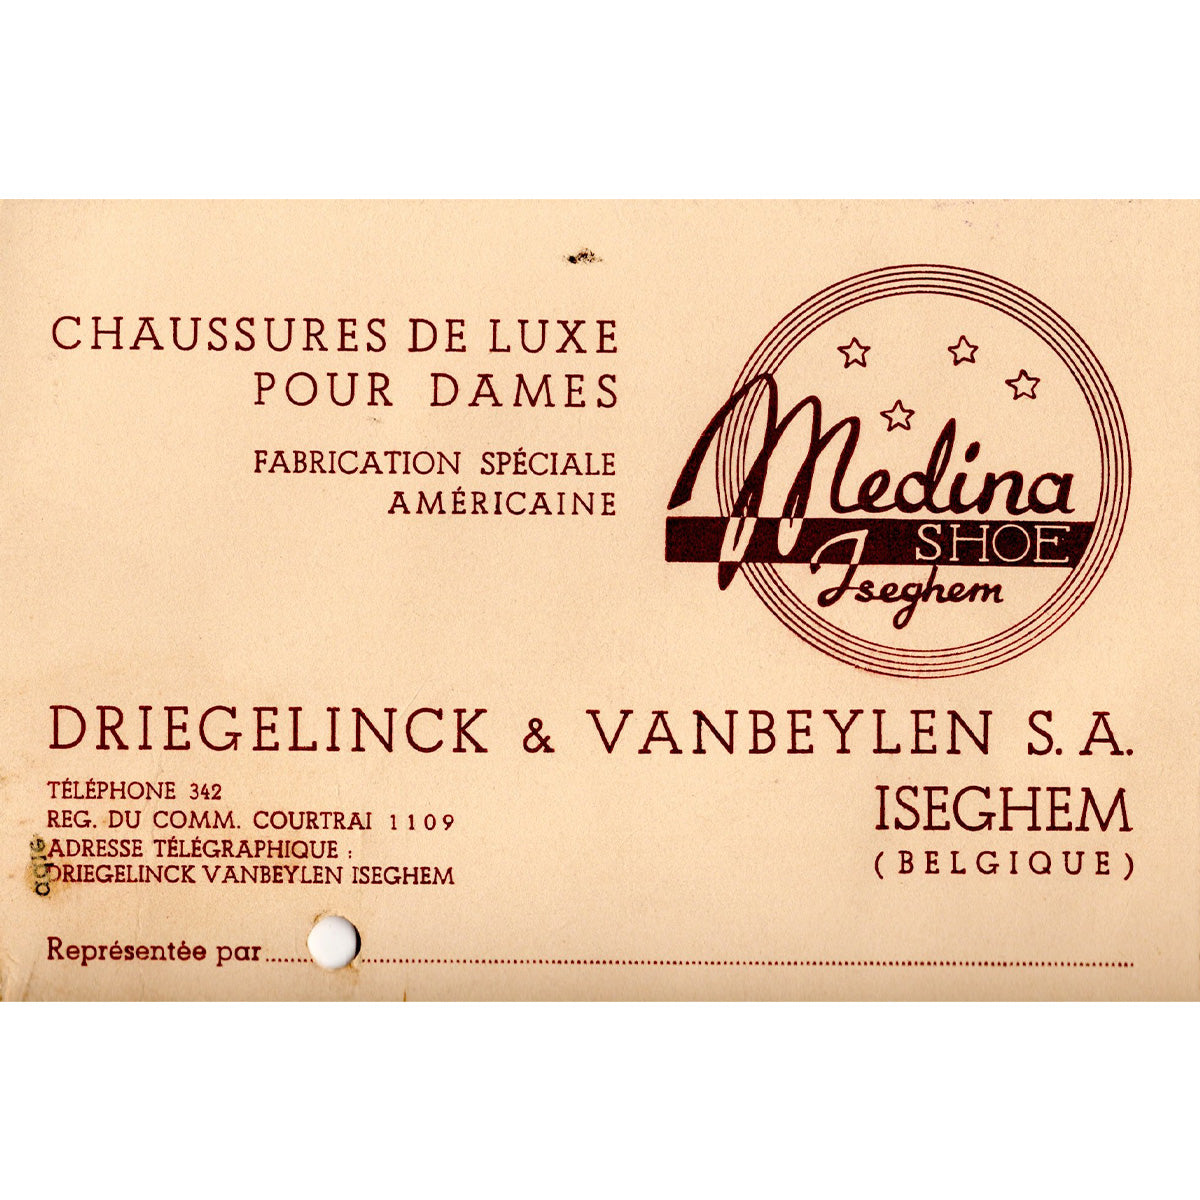 CHAUSSURES DE LUXE
POUR DAMES
FABRICATION SPÉCIALE
AMÉRICAINE
Medina
SHOE
Iseghem
DRIEGELINCK & VANBEYLEN S. A.
TÉLÉPHONE 342
REG. DU COMM. COURTRAI 1109
ADRESSE TÉLÉGRAPHIQUE :
DRIEGELINCK VANBEYLEN ISEGHEM
ISEGHEM
(BELGIQUE)
Représentée par